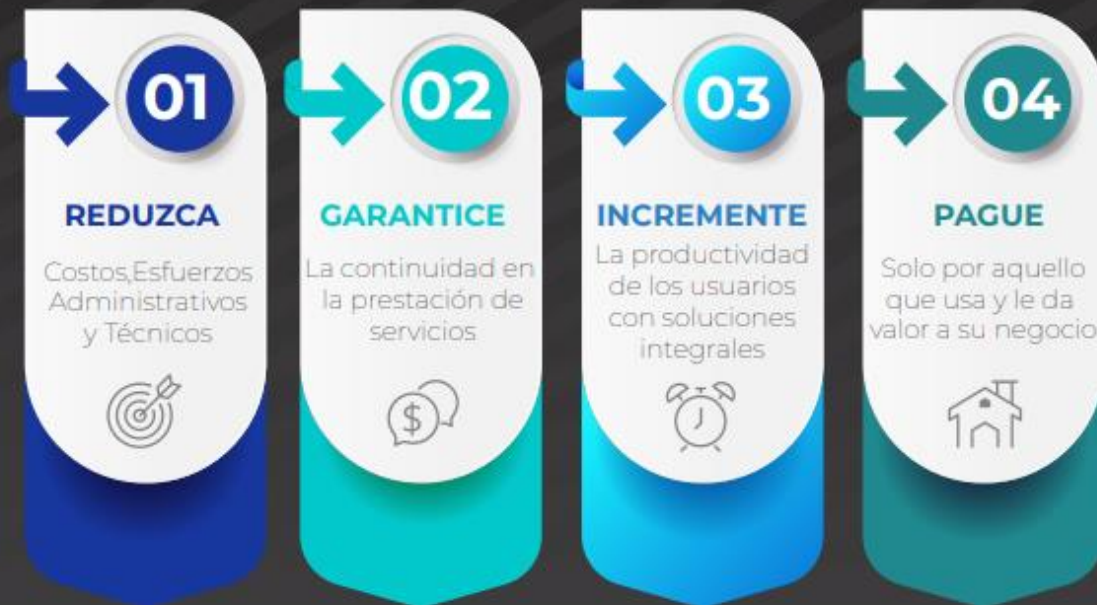 01
REDUZCA
Costos,Esfuerzos
Administrativos
y Técnicos
02
GARANTICE
La continuidad en
la prestación de
servicios
$
03
INCREMENTE
La productividad
de los usuarios
con soluciones
integrales
04
PAGUE
Solo por aquello
que usa y le da
valor a su negocio